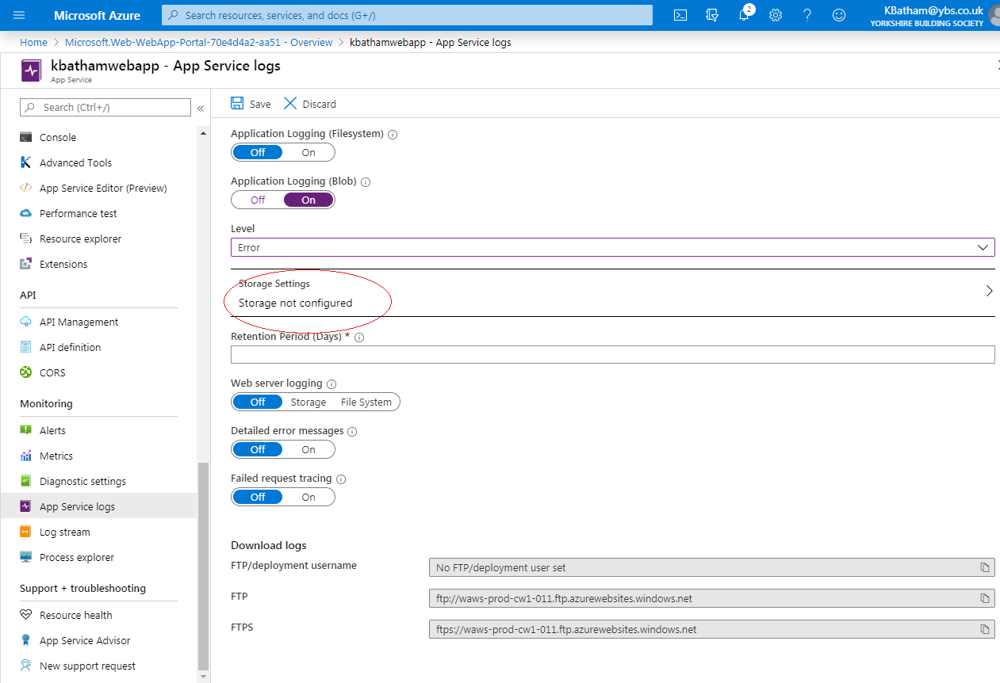 Microsoft Azure
Search resources, services, and docs (G+/)
2
KBatham@ybs.co.uk
YORKSHIRE BUILDING SOCIETY
Home > Microsoft.Web-WebApp-Portal-70e4d4a2-aa51 - Overview > kbathamwebapp - App Service logs
kbathamwebapp - App Service logs
App Service
Search (Ctrl+/)
«
Console
Advanced Tools
App Service Editor (Preview)
Performance test
Resource explorer
Extensions
API
API Management
API definition
CORS
Monitoring
Alerts
Metrics
Diagnostic settings
App Service logs
Log stream
Process explorer
Support + troubleshooting
Resource health
App Service Advisor
New support request
Save
Discard
Application Logging (Filesystem)
Off On
Application Logging (Blob)
Off On
Level
Error
Storage Settings
Storage not configured
Retention Period (Days) *
Web server logging
Off Storage File System
Detailed error messages
Off On
Failed request tracing
Off On
Download logs
FTP/deployment username
No FTP/deployment user set
FTP
ftp://waws-prod-cw1-011.ftp.azurewebsites.windows.net
FTPS
ftps://waws-prod-cw1-011.ftp.azurewebsites.windows.net